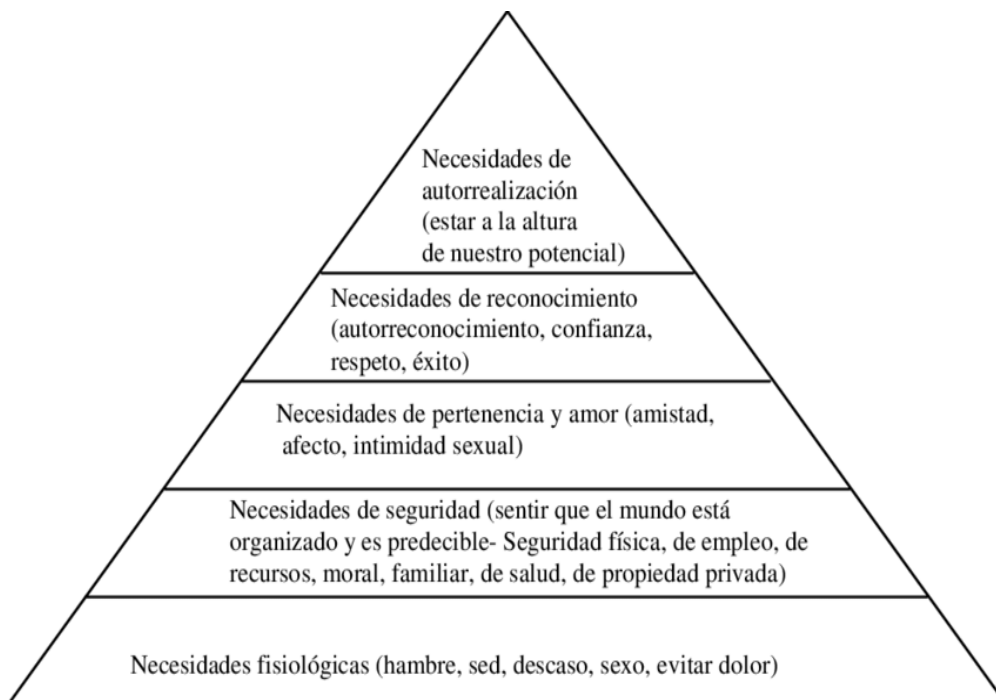 Necesidades de
autorrealización
(estar a la altura
de nuestro potencial)
Necesidades de reconocimiento
(autorreconocimiento, confianza,
respeto, éxito)
Necesidades de pertenencia y amor (amistad,
afecto, intimidad sexual)
Necesidades de seguridad (sentir que el mundo está
organizado y es predecible- Seguridad física, de empleo, de
recursos, moral, familiar, de salud, de propiedad privada)
Necesidades fisiológicas (hambre, sed, descaso, sexo, evitar dolor)